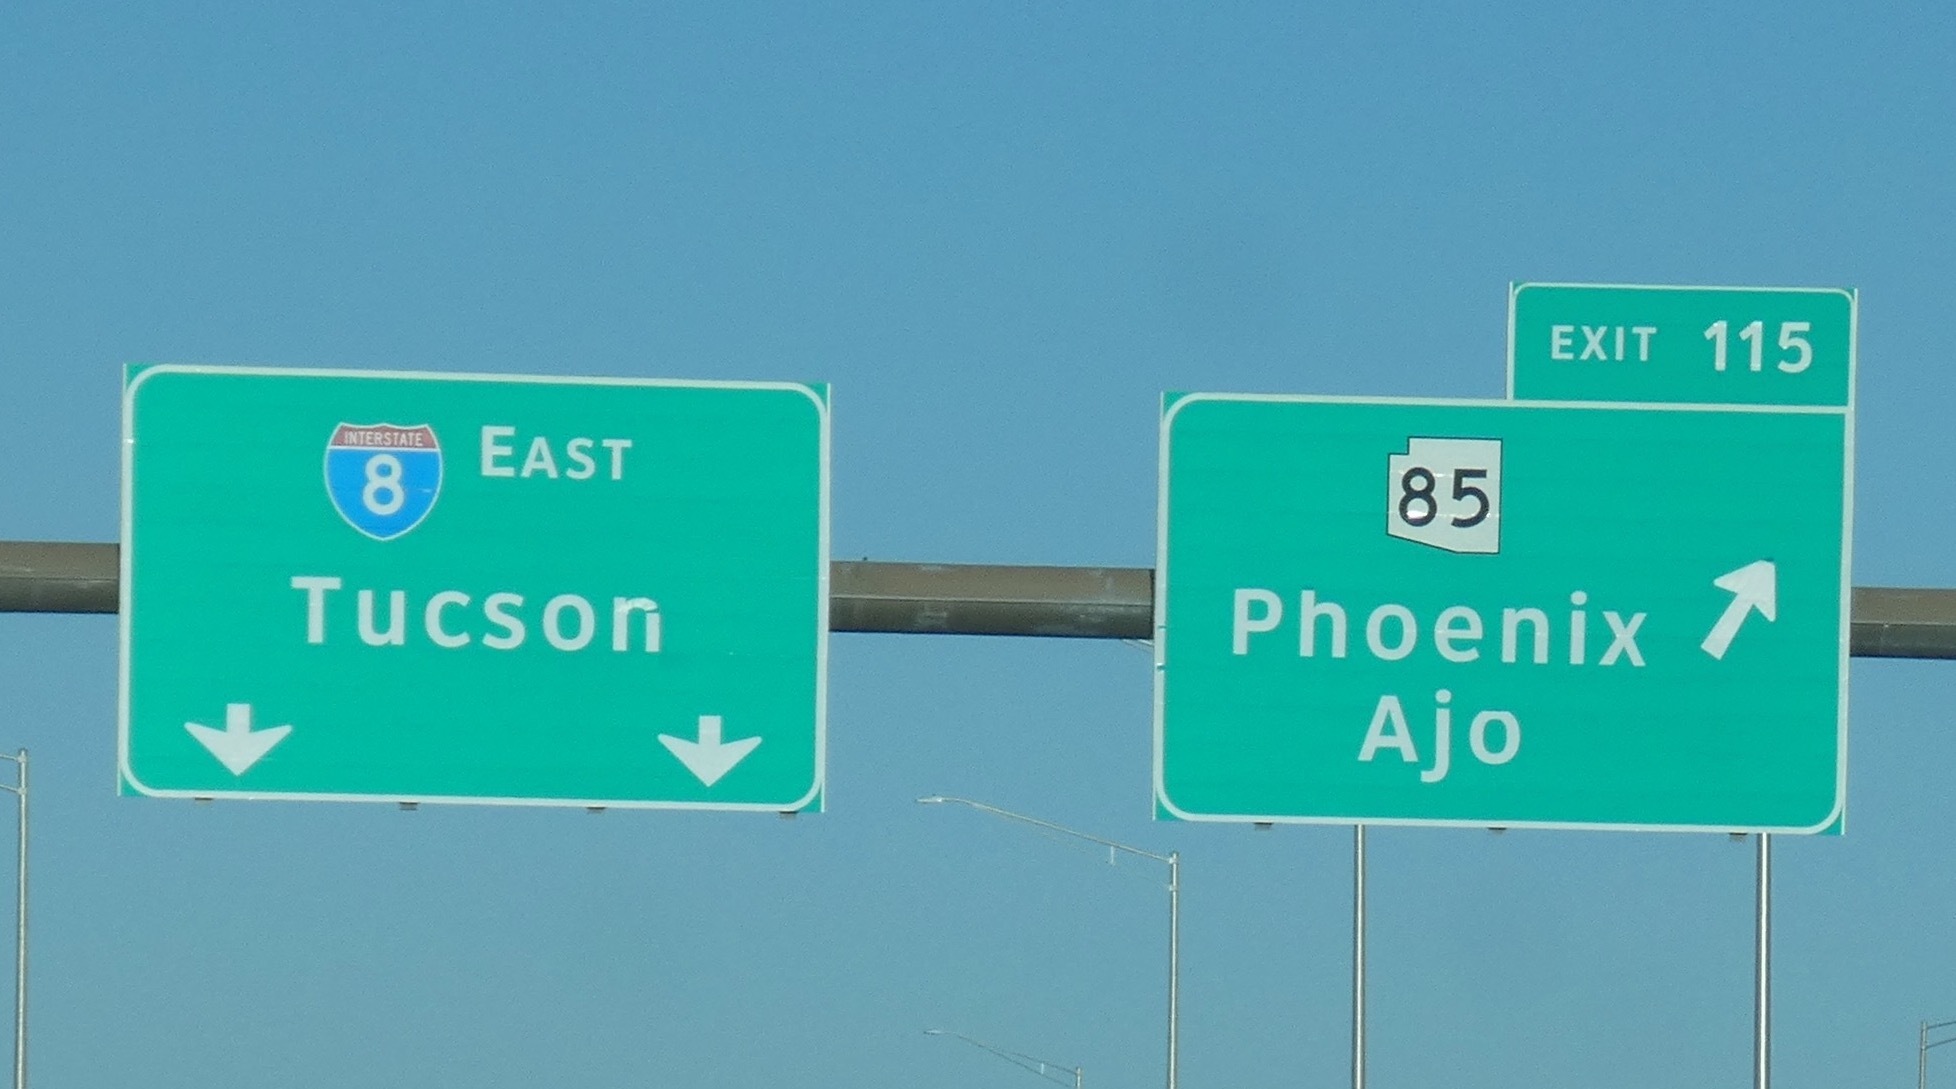 INTERSTATE
8 EAST
Tucson
EXIT 115
85
Phoenix
Ajo